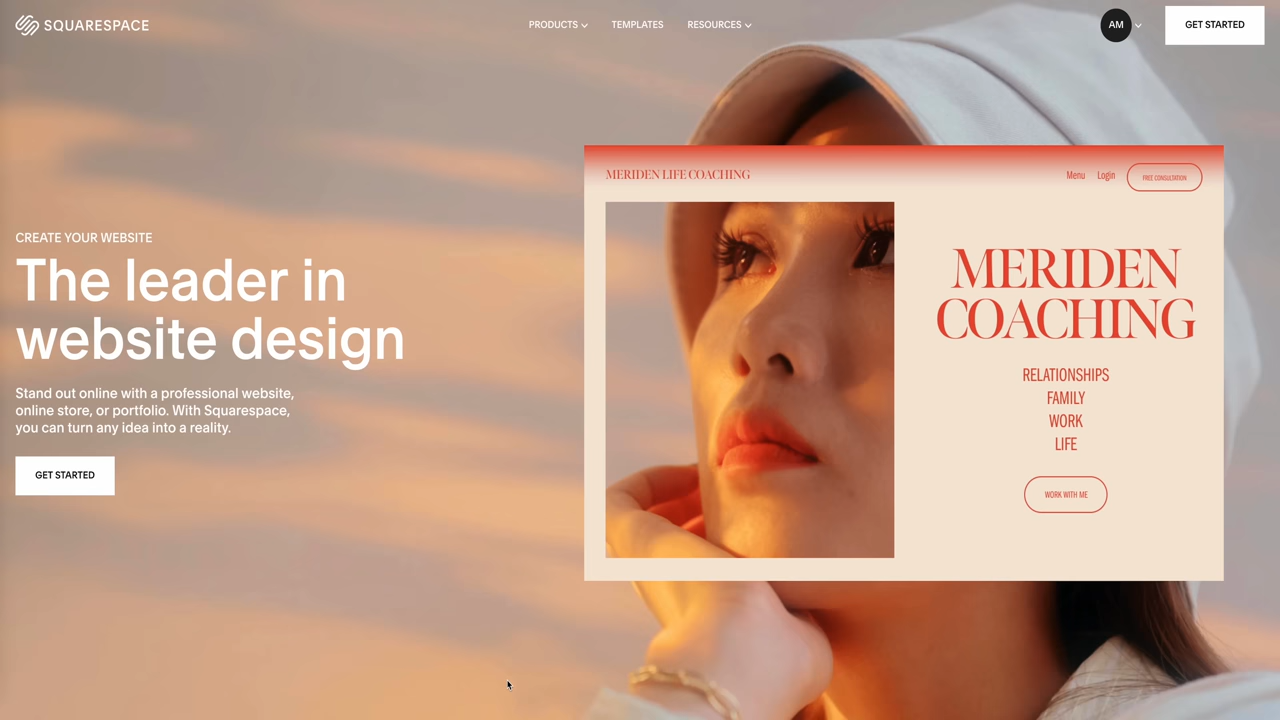 SQUARESPACE
PRODUCTS
TEMPLATES
RESOURCES
AM
GET STARTED
CREATE YOUR WEBSITE
The leader in
website design
Stand out online with a professional website,
online store, or portfolio. With Squarespace,
you can turn any idea into a reality.
GET STARTED
MERIDEN LIFE COACHING
Menu
Login
FREE CONSULTATION
MERIDEN
COACHING
RELATIONSHIPS
FAMILY
WORK
LIFE
WORK WITH ME